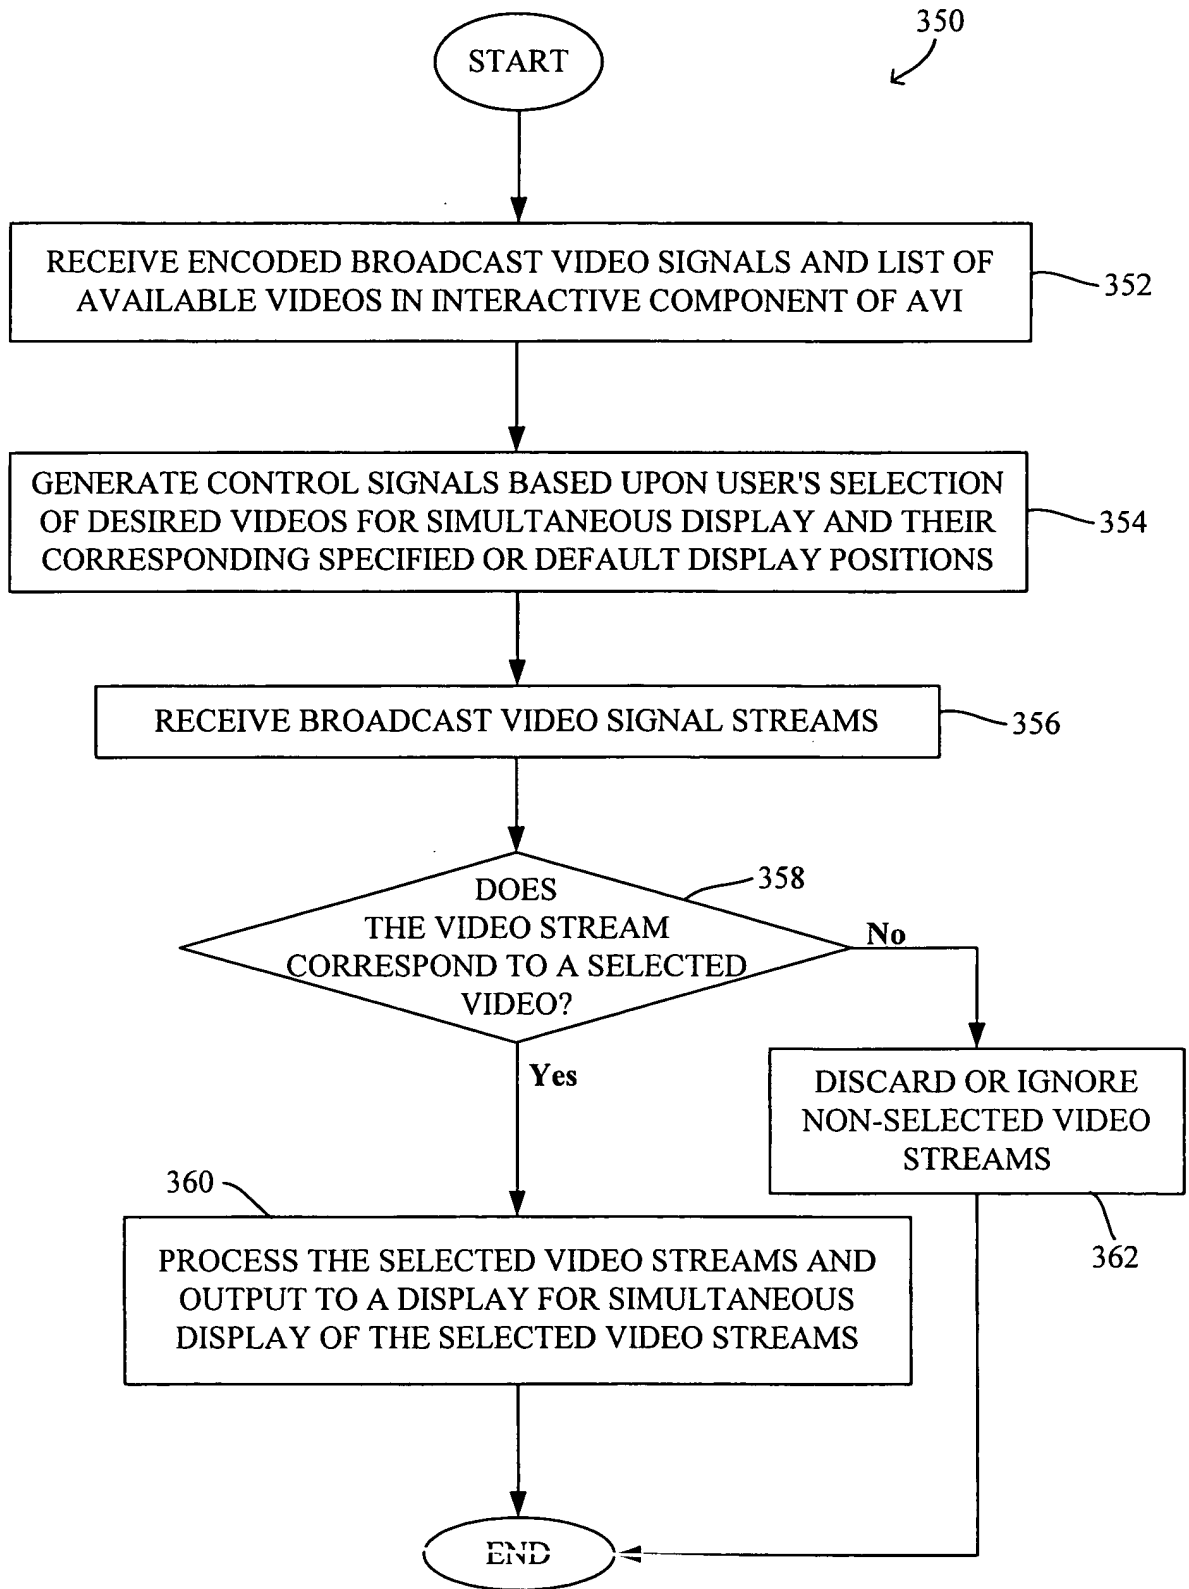 350
START
RECEIVE ENCODED BROADCAST VIDEO SIGNALS AND LIST OF
AVAILABLE VIDEOS IN INTERACTIVE COMPONENT OF AVI
352
GENERATE CONTROL SIGNALS BASED UPON USER'S SELECTION
OF DESIRED VIDEOS FOR SIMULTANEOUS DISPLAY AND THEIR
CORRESPONDING SPECIFIED OR DEFAULT DISPLAY POSITIONS
354
RECEIVE BROADCAST VIDEO SIGNAL STREAMS
356
DOES
THE VIDEO STREAM
CORRESPOND TO A SELECTED
VIDEO?
358
No
Yes
DISCARD OR IGNORE
NON-SELECTED VIDEO
STREAMS
362
360
PROCESS THE SELECTED VIDEO STREAMS AND
OUTPUT TO A DISPLAY FOR SIMULTANEOUS
DISPLAY OF THE SELECTED VIDEO STREAMS
END